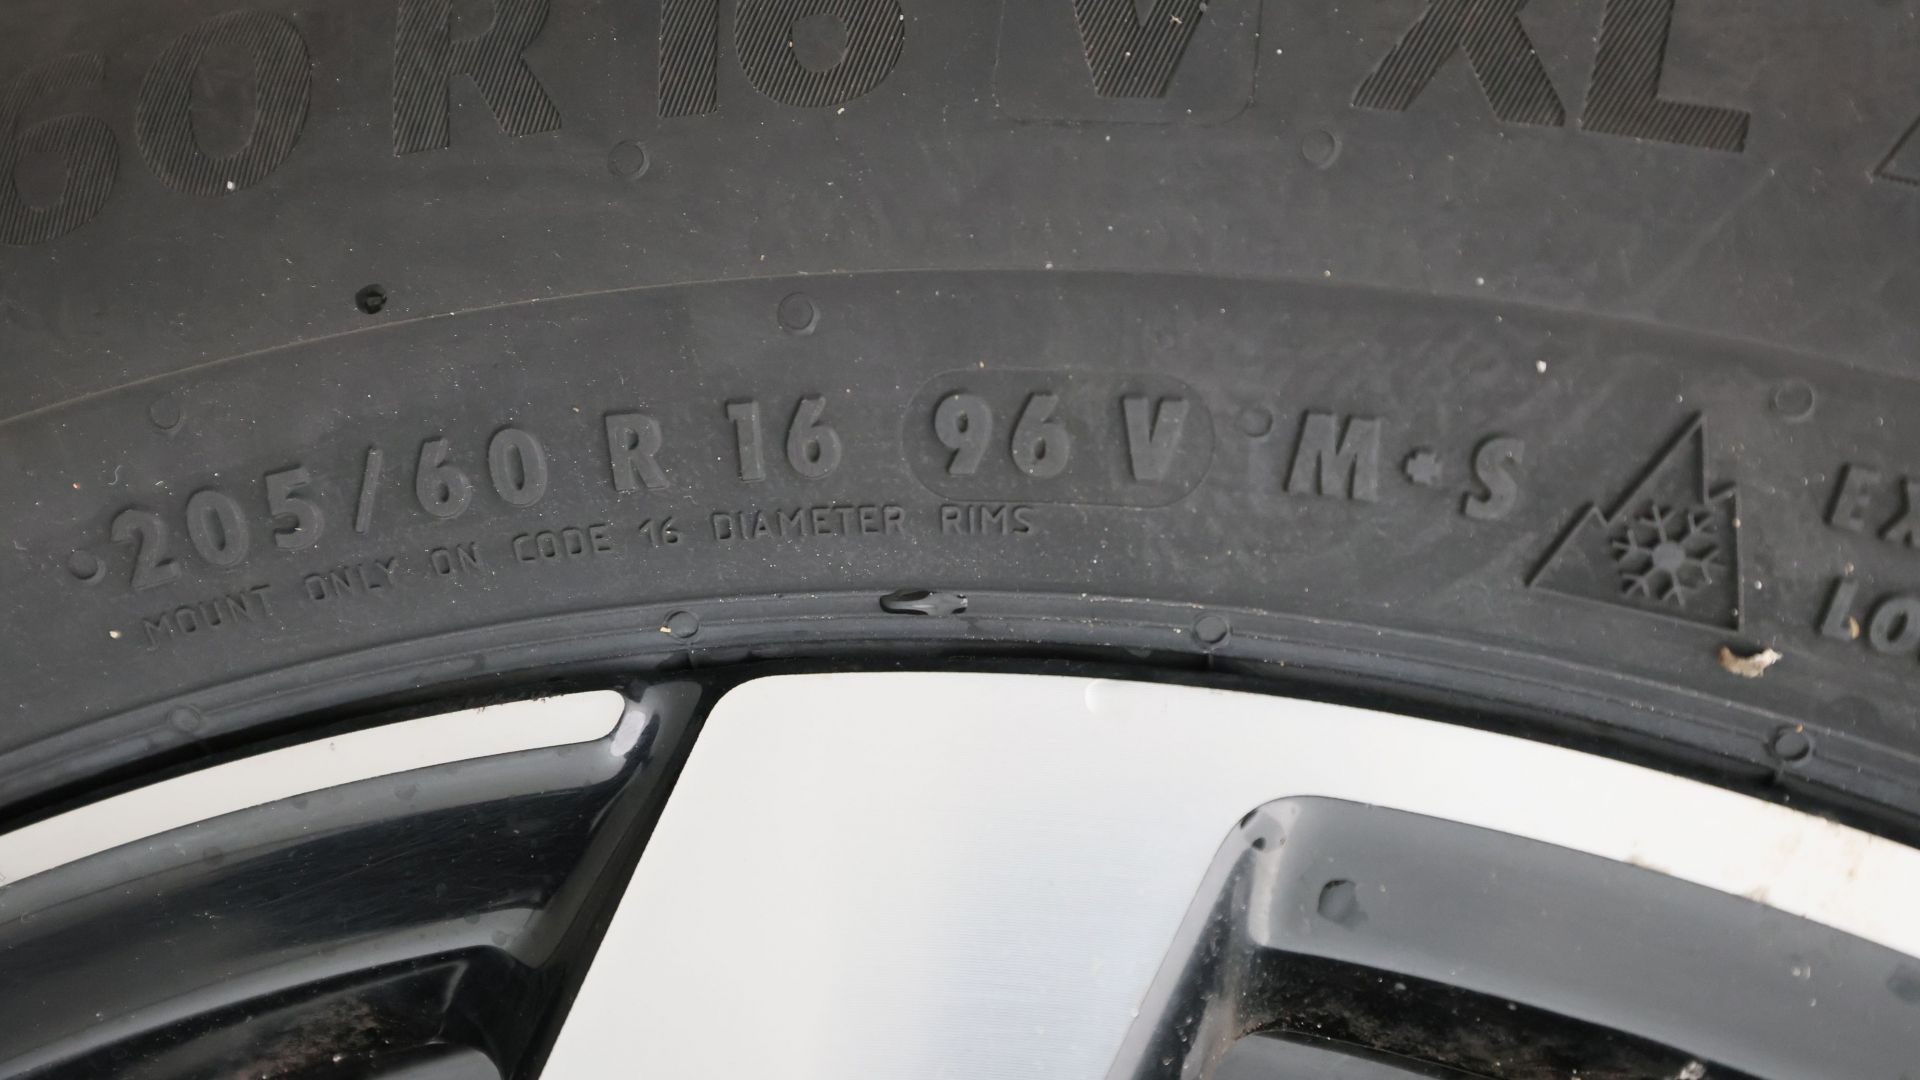 60 R 16 V XL
205/60 R 16 96 V M+S
MOUNT ONLY ON CODE 16 DIAMETER RIMS